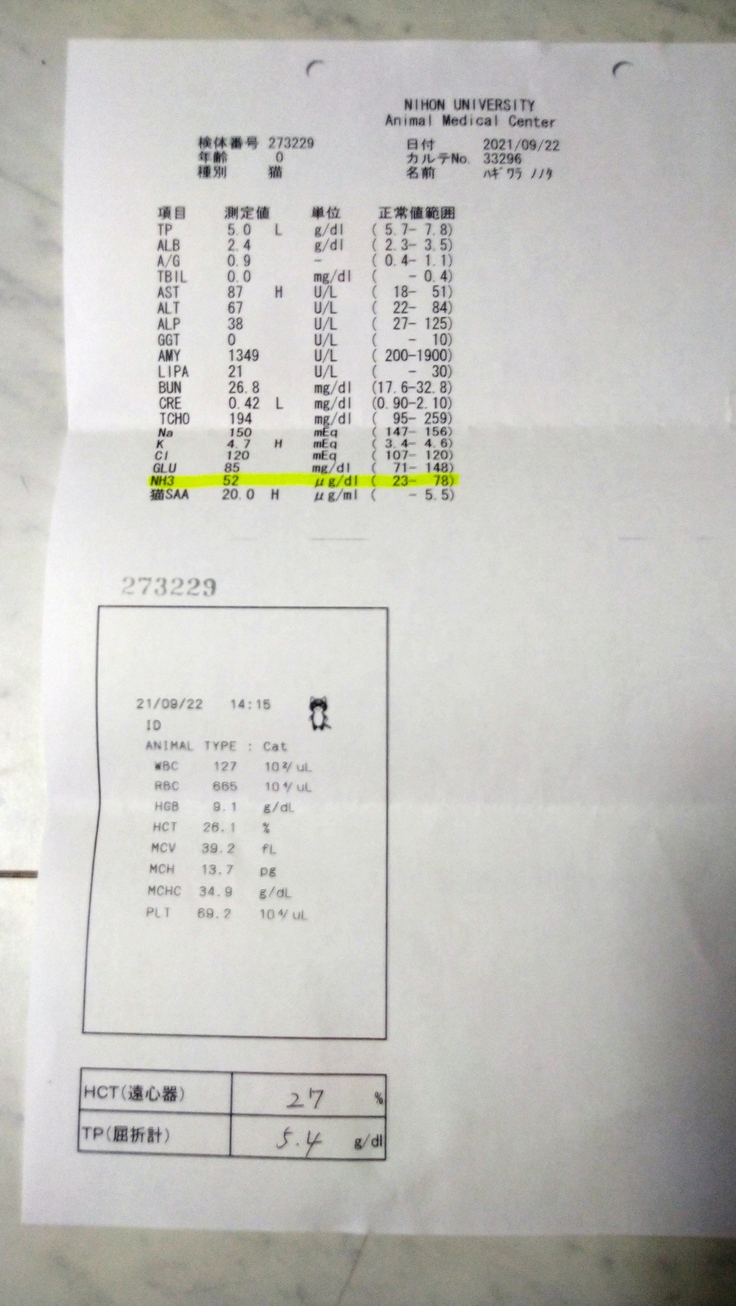 NIHON UNIVERSITY
Animal Medical Center
検体番号 273229 日付 2021/09/22
年齢 0 カルテNo. 33296
種別 猫 名前 ﾊｷﾞﾜﾗ ﾉﾉﾀ
項目 測定値 単位 正常値範囲
TP 5.0 L g/dl ( 5.7- 7.8)
ALB 2.4 g/dl ( 2.3- 3.5)
A/G 0.9 - ( 0.4- 1.1)
TBIL 0.0 mg/dl ( - 0.4)
AST 87 H U/L ( 18- 51)
ALT 67 U/L ( 22- 84)
ALP 38 U/L ( 27- 125)
GGT 0 U/L ( - 10)
AMY 1349 U/L ( 200-1900)
LIPA 21 U/L ( - 30)
BUN 26.8 mg/dl (17.6-32.8)
CRE 0.42 L mg/dl (0.90-2.10)
TCHO 194 mg/dl ( 95- 259)
Na 150 mEq ( 147- 156)
K 4.7 H mEq ( 3.4- 4.6)
Cl 120 mEq ( 107- 120)
GLU 85 mg/dl ( 71- 148)
NH3 52 μg/dl ( 23- 78)
猫SAA 20.0 H μg/ml ( - 5.5)
273229
21/09/22 14:15
ID
ANIMAL TYPE : Cat
WBC 127 10²/uL
RBC 665 10⁴/uL
HGB 9.1 g/dL
HCT 26.1 %
MCV 39.2 fL
MCH 13.7 pg
MCHC 34.9 g/dL
PLT 69.2 10⁴/uL
HCT(遠心器) 27 %
TP(屈折計) 5.4 g/dl